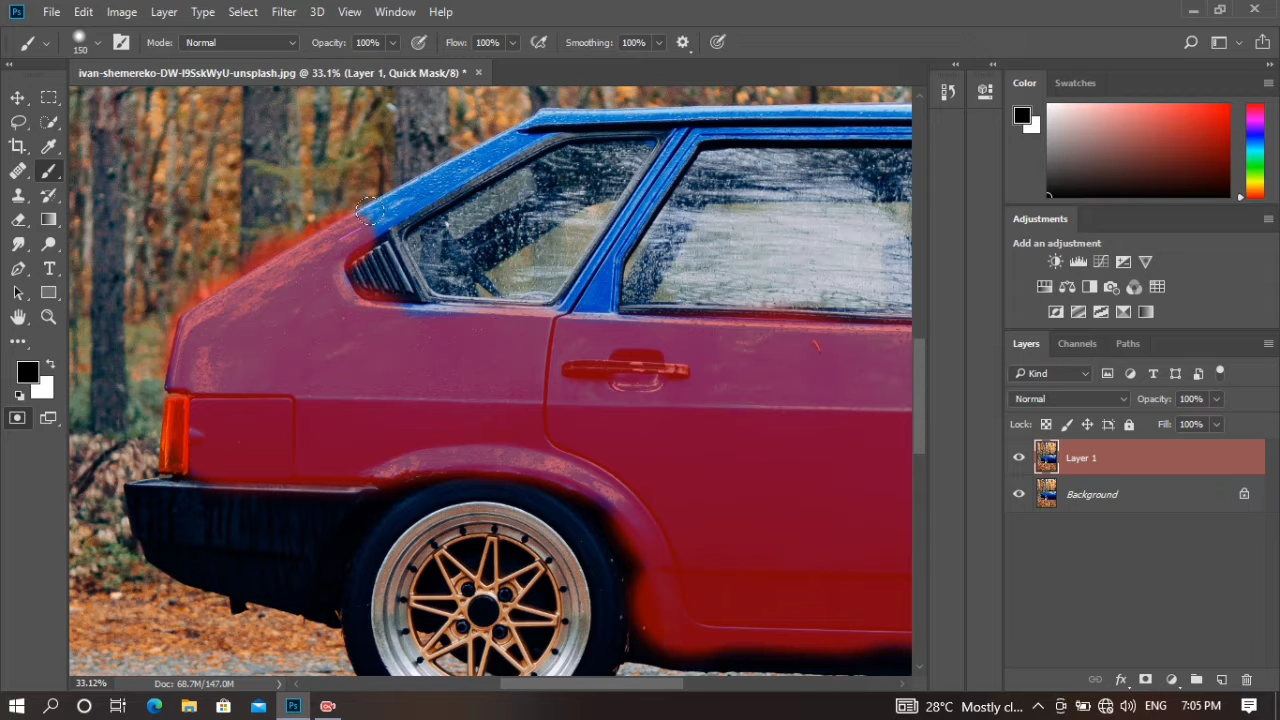 Ps File Edit Image Layer Type Select Filter 3D View Window Help
150 Mode: Normal Opacity: 100% Flow: 100% Smoothing: 100%
ivan-shemereko-DW-I9SskWyU-unsplash.jpg @ 33.1% (Layer 1, Quick Mask/8) *
Color Swatches
Adjustments
Add an adjustment
Layers Channels Paths
Kind
Normal Opacity: 100%
Lock: Fill: 100%
Layer 1
Background
33.12% Doc: 68.7M/147.0M
Ps 28°C Mostly cl... ENG 7:05 PM